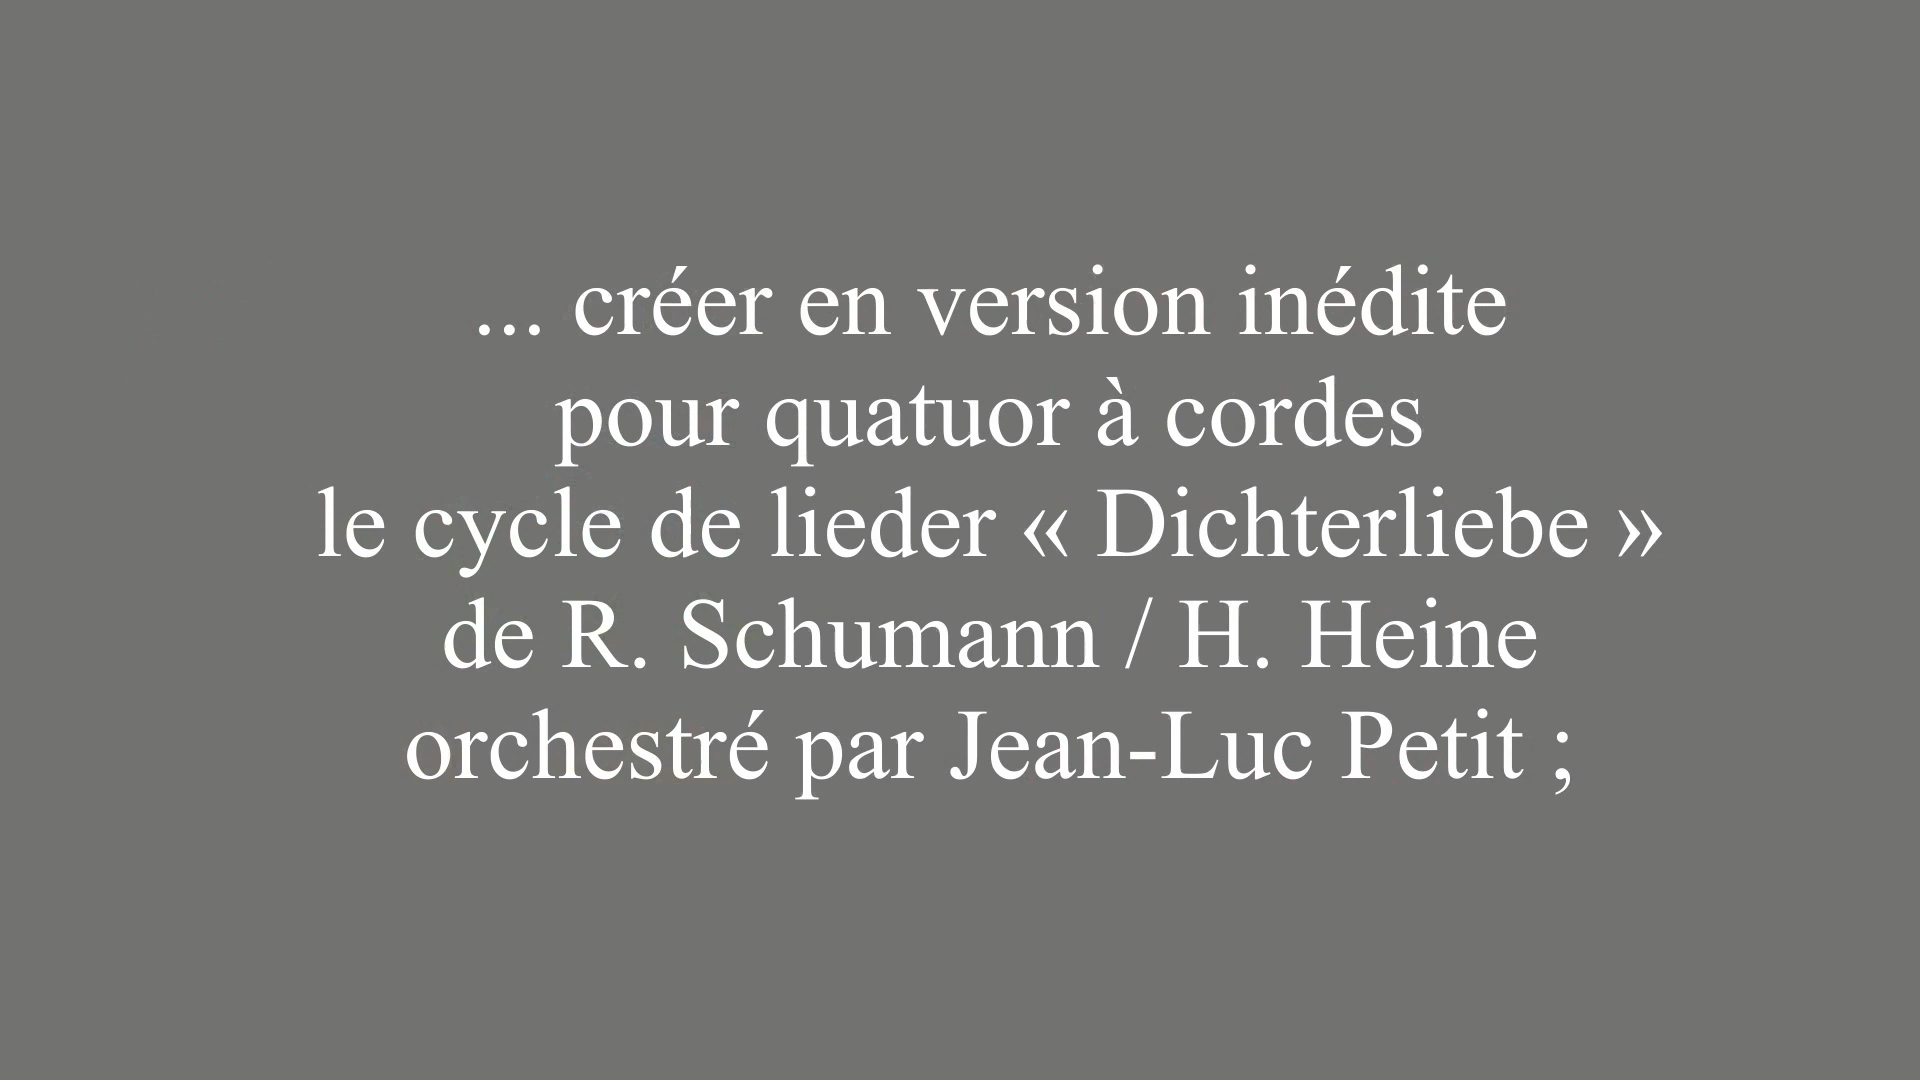 ... créer en version inédite
pour quatuor à cordes
le cycle de lieder « Dichterliebe »
de R. Schumann / H. Heine
orchestré par Jean-Luc Petit ;